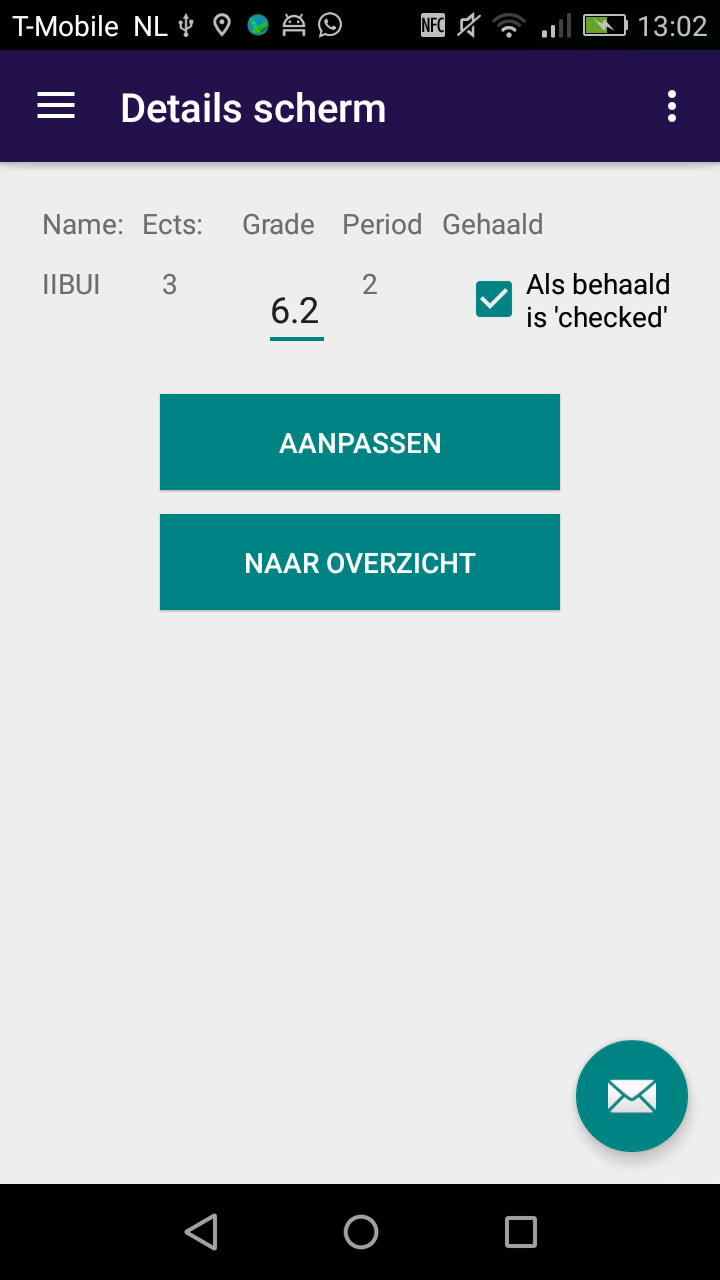 T-Mobile NL NFC 13:02
Details scherm
Name: Ects: Grade Period Gehaald
IIBUI 3 6.2 2 Als behaald
is 'checked'
AANPASSEN
NAAR OVERZICHT